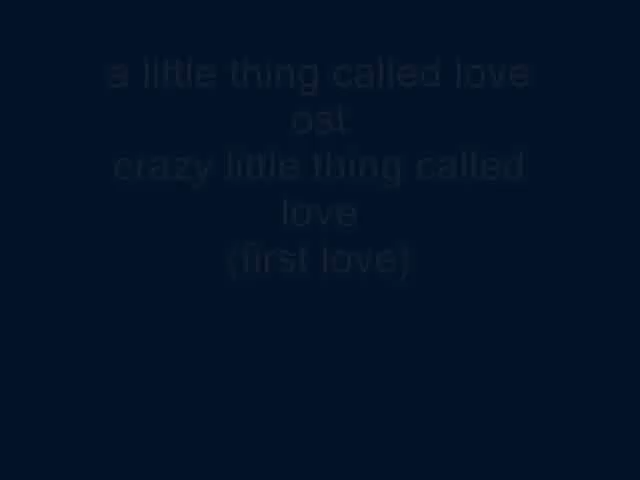 a little thing called love
ost
crazy little thing called
love
(first love)